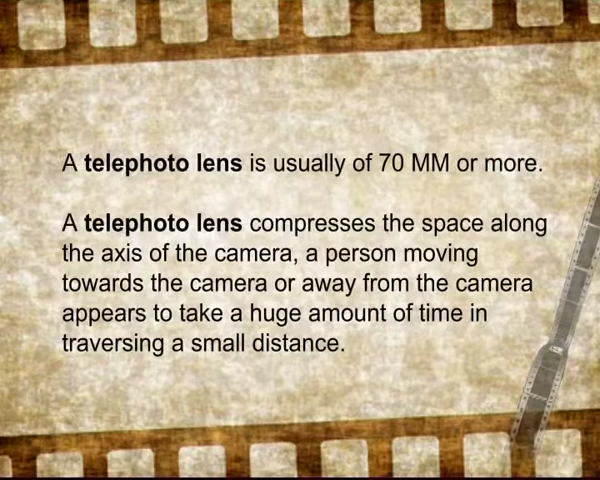 A telephoto lens is usually of 70 MM or more.
A telephoto lens compresses the space along
the axis of the camera, a person moving
towards the camera or away from the camera
appears to take a huge amount of time in
traversing a small distance.